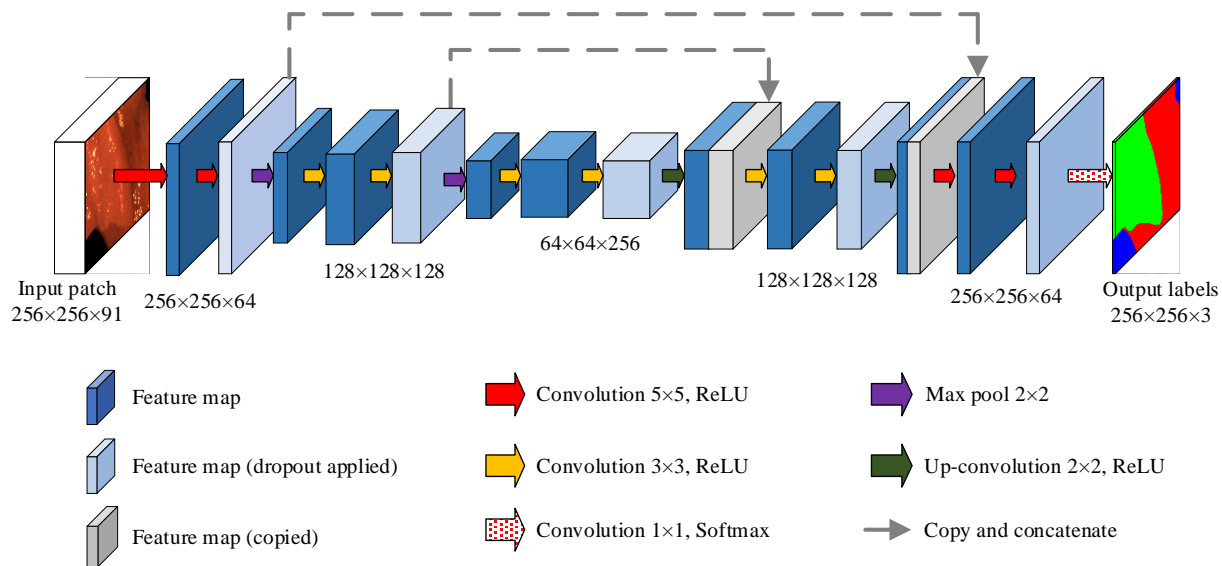 Input patch
256×256×91
256×256×64
128×128×128
64×64×256
128×128×128
256×256×64
Output labels
256×256×3
Feature map
Feature map (dropout applied)
Feature map (copied)
Convolution 5×5, ReLU
Convolution 3×3, ReLU
Convolution 1×1, Softmax
Max pool 2×2
Up-convolution 2×2, ReLU
Copy and concatenate